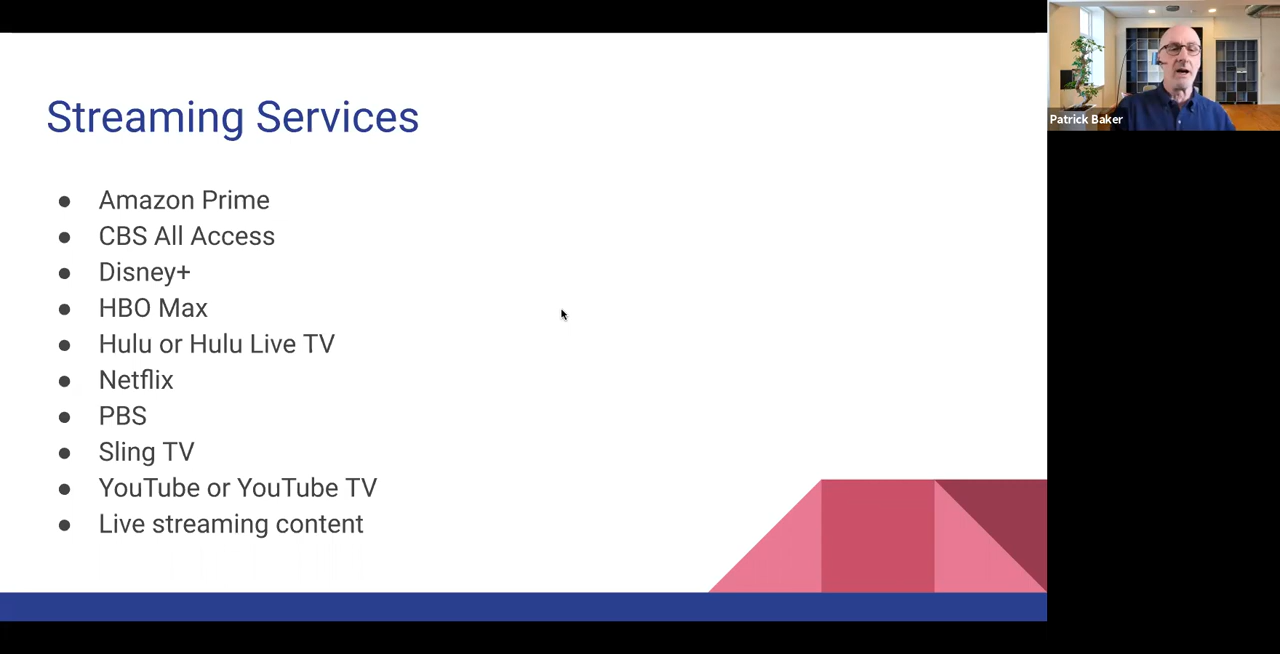 Streaming Services
● Amazon Prime
● CBS All Access
● Disney+
● HBO Max
● Hulu or Hulu Live TV
● Netflix
● PBS
● Sling TV
● YouTube or YouTube TV
● Live streaming content
Patrick Baker